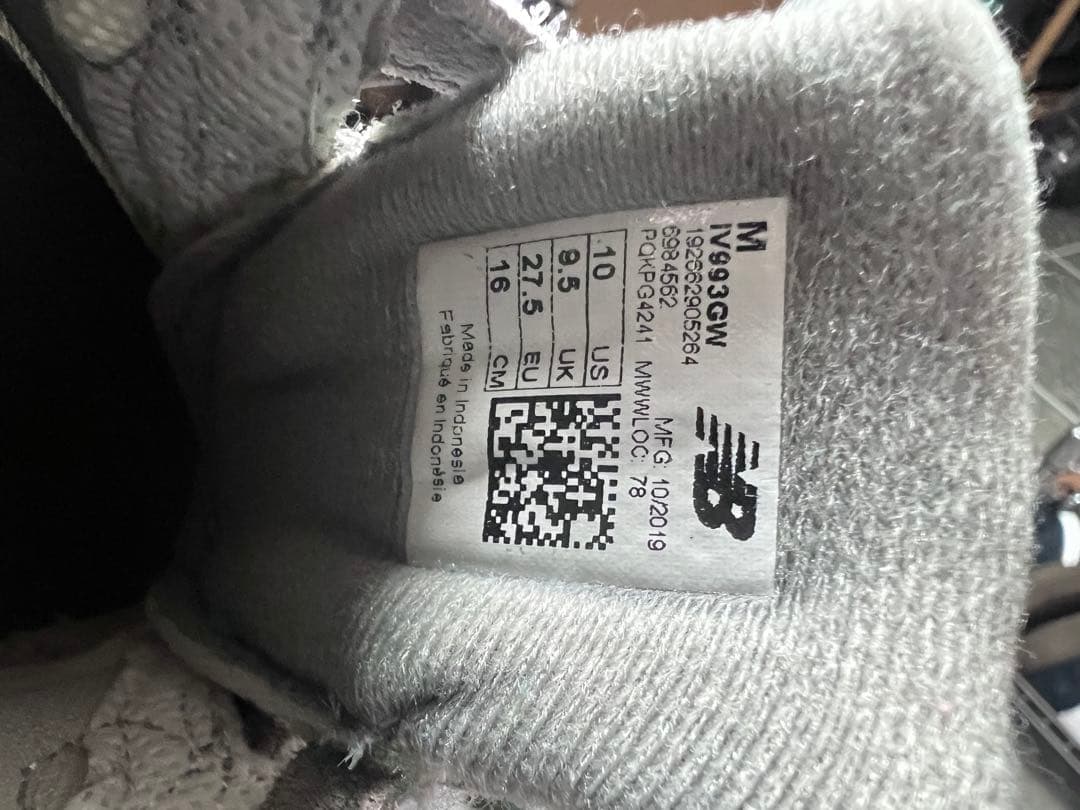 M
IV993GW
192662905264
6984562
PQKPG4241 MWWLOC: 78
MFG: 10/2019
NB
10 US
9.5 UK
27.5 EU
16 CM
Made in Indonesia
Fabriqué en Indonésie